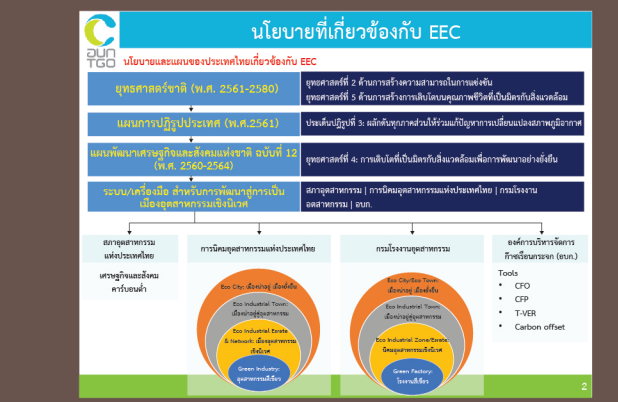 นโยบายที่เกี่ยวข้องกับ EEC
อบก
TGO
นโยบายและแผนของประเทศไทยเกี่ยวข้องกับ EEC
ยุทธศาสตร์ชาติ (พ.ศ. 2561-2580)
ยุทธศาสตร์ที่ 2 ด้านการสร้างความสามารถในการแข่งขัน
ยุทธศาสตร์ที่ 5 ด้านการสร้างการเติบโตบนคุณภาพชีวิตที่เป็นมิตรกับสิ่งแวดล้อม
แผนการปฏิรูปประเทศ (พ.ศ.2561)
ประเด็นปฏิรูปที่ 3: ผลักดันทุกภาคส่วนให้ร่วมแก้ปัญหาการเปลี่ยนแปลงสภาพภูมิอากาศ
แผนพัฒนาเศรษฐกิจและสังคมแห่งชาติ ฉบับที่ 12
(พ.ศ. 2560-2564)
ยุทธศาสตร์ที่ 4: การเติบโตที่เป็นมิตรกับสิ่งแวดล้อมเพื่อการพัฒนาอย่างยั่งยืน
ระบบ/เครื่องมือ สำหรับการพัฒนาสู่การเป็น
เมืองอุตสาหกรรมเชิงนิเวศ
สภาอุตสาหกรรม | การนิคมอุตสาหกรรมแห่งประเทศไทย | กรมโรงงาน
อุตสาหกรรม | อบก.
สภาอุตสาหกรรม
แห่งประเทศไทย
เศรษฐกิจและสังคม
คาร์บอนต่ำ
การนิคมอุตสาหกรรมแห่งประเทศไทย
Eco City: เมืองน่าอยู่ เมืองยั่งยืน
Eco Industrial Town:
เมืองน่าอยู่คู่อุตสาหกรรม
Eco Industrial Estate
& Network: เมืองอุตสาหกรรม
เชิงนิเวศ
Green Industry:
อุตสาหกรรมสีเขียว
กรมโรงงานอุตสาหกรรม
Eco City/Eco Town:
เมืองน่าอยู่ เมืองยั่งยืน
Eco Industrial Town:
เมืองน่าอยู่คู่อุตสาหกรรม
Eco Industrial Zone/Estate:
นิคมอุตสาหกรรมเชิงนิเวศ
Green Factory:
โรงงานสีเขียว
องค์การบริหารจัดการ
ก๊าซเรือนกระจก (อบก.)
Tools
• CFO
• CFP
• T-VER
• Carbon offset
2